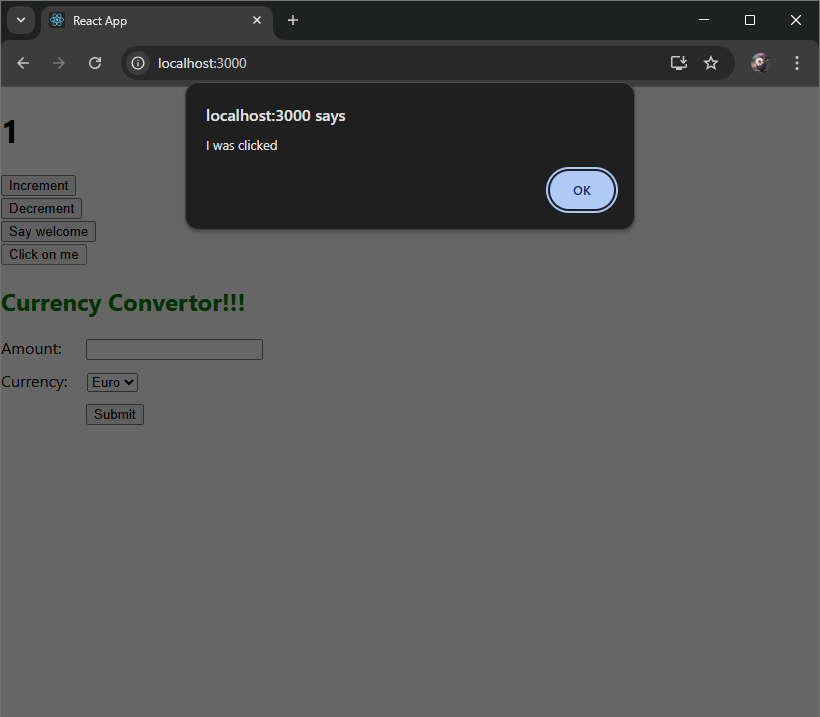 React App
localhost:3000
localhost:3000 says
I was clicked
OK
1
Increment
Decrement
Say welcome
Click on me
Currency Convertor!!!
Amount:
Currency: Euro
Submit